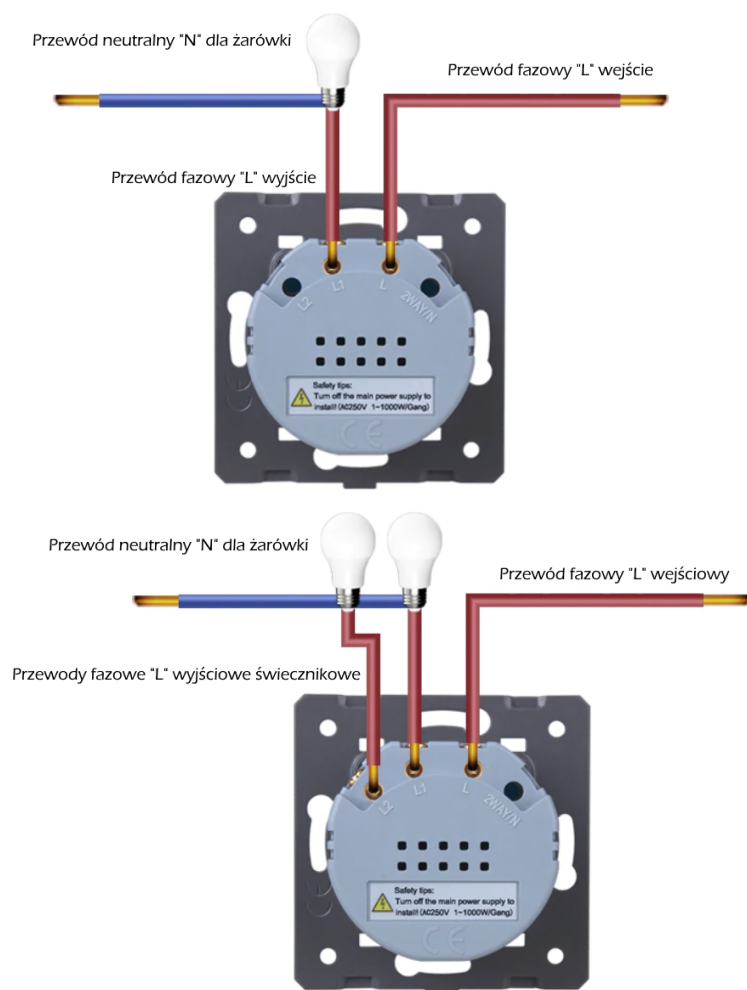 Przewód neutralny "N" dla żarówki
Przewód fazowy "L" wejście
Przewód fazowy "L" wyjście
L2 L1 L 2WAY/N
Safety tips:
Turn off the main power supply to
install! (AC250V 1~1000W/Gang)
CE
CE
Przewód neutralny "N" dla żarówki
Przewód fazowy "L" wejściowy
Przewody fazowe "L" wyjściowe świecznikowe
L2 L1 L 2WAY/N
Safety tips:
Turn off the main power supply to
install! (AC250V 1~1000W/Gang)
CE
CE